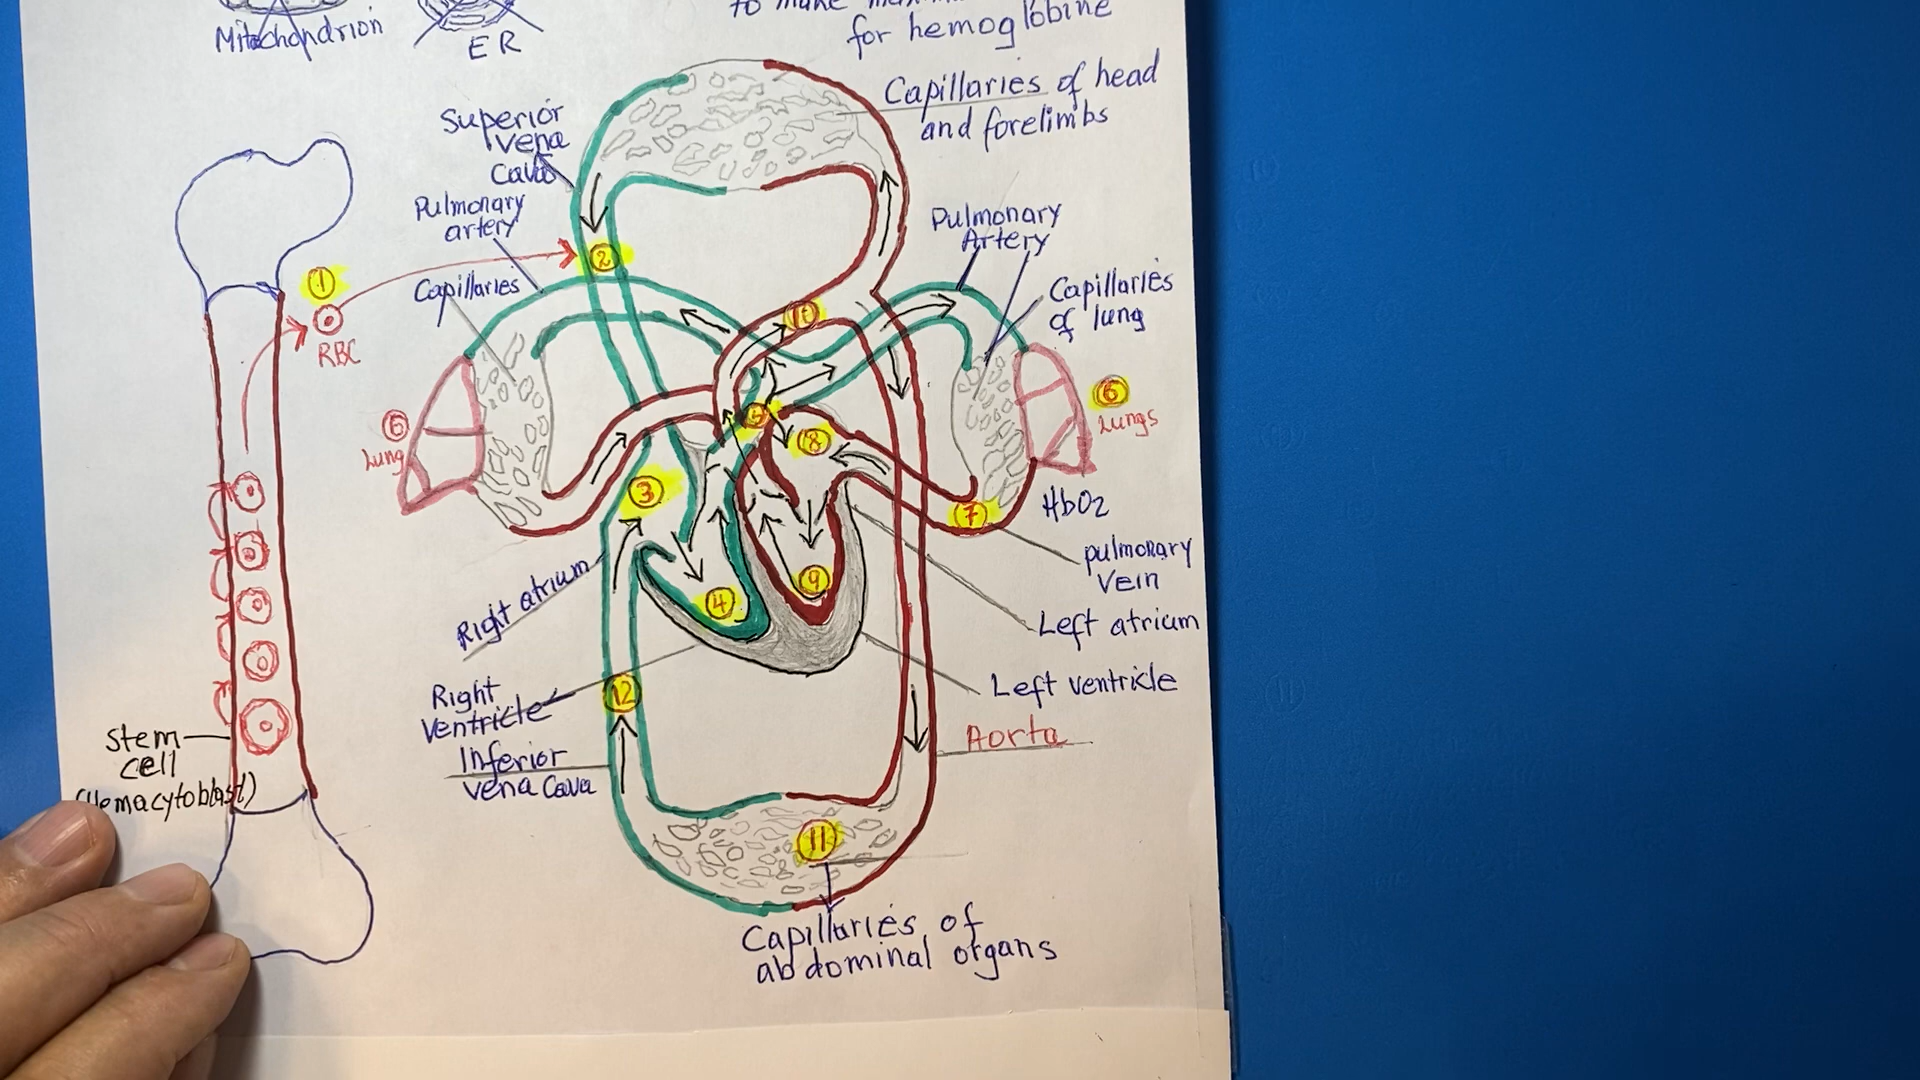 Mitochondrion
ER
to make
for hemoglobine
Capillaries of head
and forelimbs
Superior
vena
Cava
Pulmonary
artery
Capillaries
Pulmonary
Artery
Capillaries
of lung
1
RBC
2
10
6
Lung
6
Lungs
5
8
3
7
HbO2
pulmonary
vein
9
4
Right atrium
Left atrium
Right
Ventricle
Left ventricle
12
Inferior
vena Cava
Aorta
Stem
cell
(Hemacytoblast)
11
Capillaries of
abdominal organs